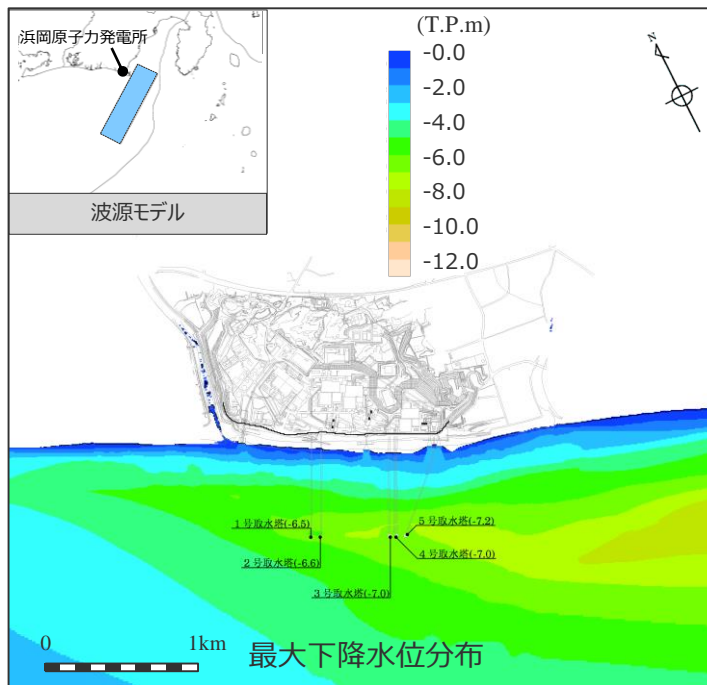 浜岡原子力発電所
波源モデル
(T.P.m)
-0.0
-2.0
-4.0
-6.0
-8.0
-10.0
-12.0
N
1号取水塔(-6.5)
2号取水塔(-6.6)
3号取水塔(-7.0)
5号取水塔(-7.2)
4号取水塔(-7.0)
0 1km
最大下降水位分布